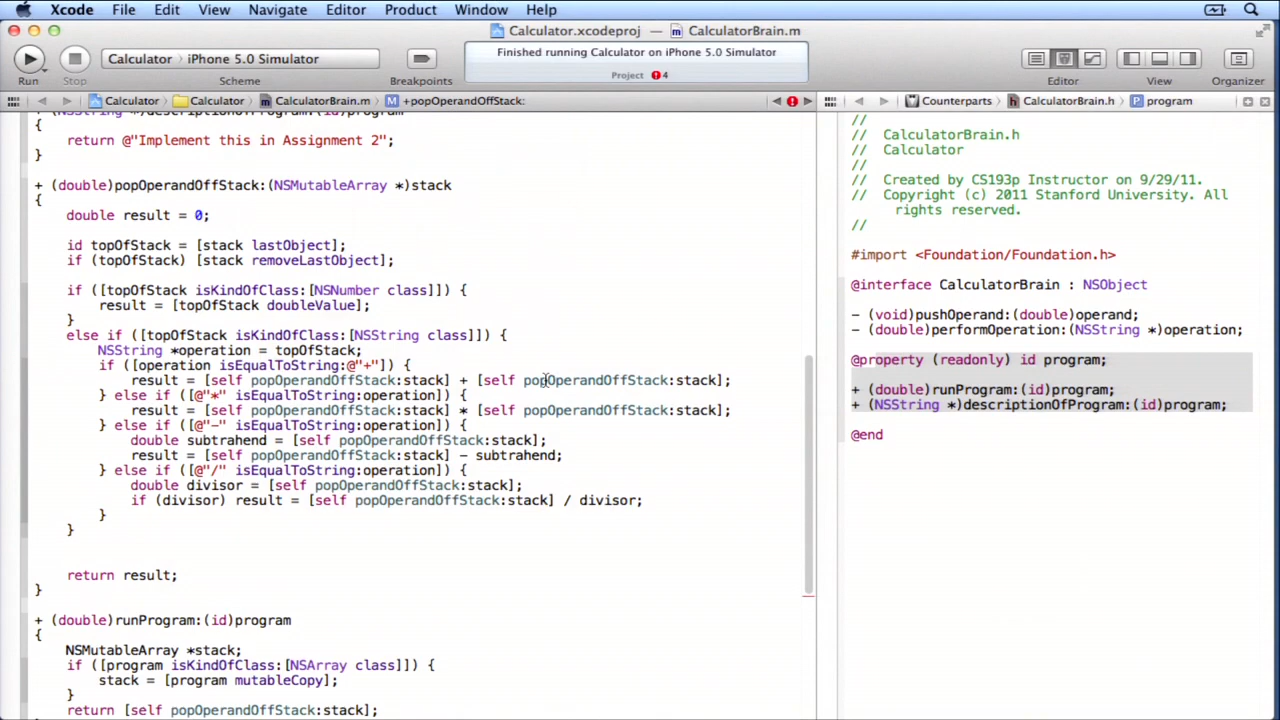 Xcode File Edit View Navigate Editor Product Window Help
Calculator.xcodeproj — m CalculatorBrain.m
Calculator › iPhone 5.0 Simulator
Finished running Calculator on iPhone 5.0 Simulator
Project 4
Run Stop Scheme Breakpoints Editor View Organizer
Calculator › Calculator › CalculatorBrain.m › M +popOperandOffStack:
Counterparts › CalculatorBrain.h › P program
+ (NSString *)descriptionOfProgram:(id)program
{
return @"Implement this in Assignment 2";
}
+ (double)popOperandOffStack:(NSMutableArray *)stack
{
double result = 0;
id topOfStack = [stack lastObject];
if (topOfStack) [stack removeLastObject];
if ([topOfStack isKindOfClass:[NSNumber class]]) {
result = [topOfStack doubleValue];
}
else if ([topOfStack isKindOfClass:[NSString class]]) {
NSString *operation = topOfStack;
if ([operation isEqualToString:@"+"]) {
result = [self popOperandOffStack:stack] + [self popOperandOffStack:stack];
} else if ([@"*" isEqualToString:operation]) {
result = [self popOperandOffStack:stack] * [self popOperandOffStack:stack];
} else if ([@"-" isEqualToString:operation]) {
double subtrahend = [self popOperandOffStack:stack];
result = [self popOperandOffStack:stack] - subtrahend;
} else if ([@"/" isEqualToString:operation]) {
double divisor = [self popOperandOffStack:stack];
if (divisor) result = [self popOperandOffStack:stack] / divisor;
}
}
return result;
}
+ (double)runProgram:(id)program
{
NSMutableArray *stack;
if ([program isKindOfClass:[NSArray class]]) {
stack = [program mutableCopy];
}
return [self popOperandOffStack:stack];
//
// CalculatorBrain.h
// Calculator
//
// Created by CS193p Instructor on 9/29/11.
// Copyright (c) 2011 Stanford University. All
rights reserved.
//
#import <Foundation/Foundation.h>
@interface CalculatorBrain : NSObject
- (void)pushOperand:(double)operand;
- (double)performOperation:(NSString *)operation;
@property (readonly) id program;
+ (double)runProgram:(id)program;
+ (NSString *)descriptionOfProgram:(id)program;
@end